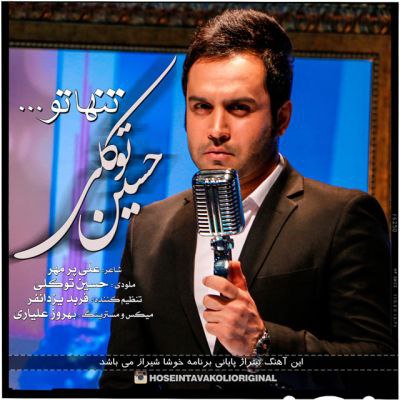 تنها تو ...
حسین توکلی
شاعر: علی پرمهر
ملودی: حسین توکلی
تنظیم کننده: فرید یزدانفر
میکس و مسترینگ: بهروز علیاری
این آهنگ تیتراژ پایانی برنامه خوشا شیراز می باشد
HOSEINTAVAKOLIORIGINAL